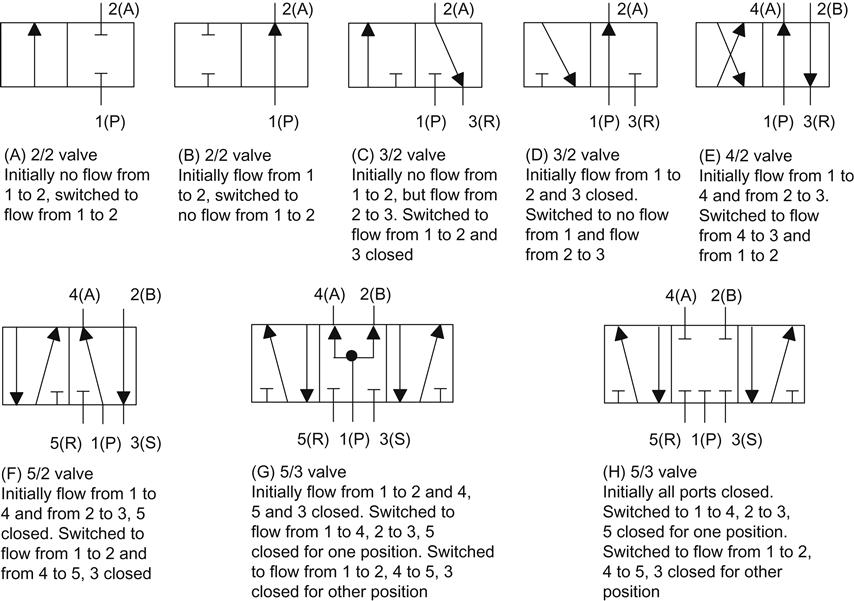 2(A)
2(A)
2(A)
2(A)
4(A) 2(B)
1(P)
1(P)
1(P) 3(R)
1(P) 3(R)
1(P) 3(R)
(A) 2/2 valve
Initially no flow from
1 to 2, switched to
flow from 1 to 2
(B) 2/2 valve
Initially flow from 1
to 2, switched to
no flow from 1 to 2
(C) 3/2 valve
Initially no flow from
1 to 2, but flow from
2 to 3. Switched to
flow from 1 to 2 and
3 closed
(D) 3/2 valve
Initially flow from 1 to
2 and 3 closed.
Switched to no flow
from 1 and flow
from 2 to 3
(E) 4/2 valve
Initially flow from 1 to
4 and from 2 to 3.
Switched to flow
from 4 to 3 and
from 1 to 2
4(A) 2(B)
4(A) 2(B)
4(A) 2(B)
5(R) 1(P) 3(S)
5(R) 1(P) 3(S)
5(R) 1(P) 3(S)
(F) 5/2 valve
Initially flow from 1 to
4 and from 2 to 3, 5
closed. Switched to
flow from 1 to 2 and
from 4 to 5, 3 closed
(G) 5/3 valve
Initially flow from 1 to 2 and 4,
5 and 3 closed. Switched to
flow from 1 to 4, 2 to 3, 5
closed for one position. Switched
to flow from 1 to 2, 4 to 5, 3
closed for other position
(H) 5/3 valve
Initially all ports closed.
Switched to 1 to 4, 2 to 3,
5 closed for one position.
Switched to flow from 1 to 2,
4 to 5, 3 closed for other
position